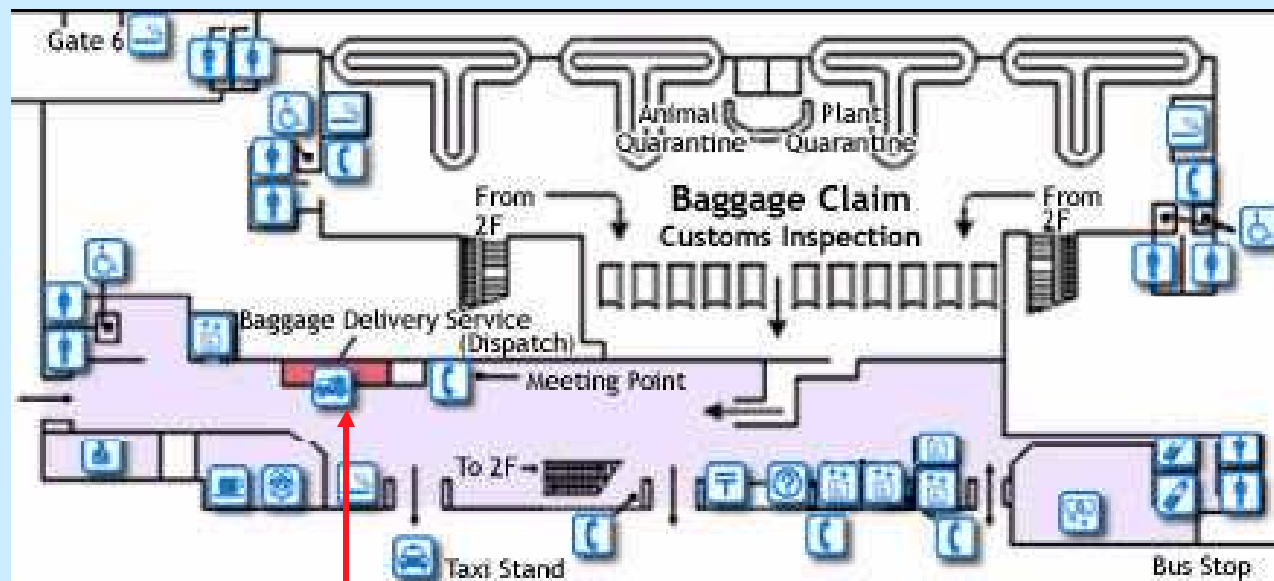 Gate 6
Animal
Quarantine
Plant
Quarantine
From
2F
Baggage Claim
Customs Inspection
From
2F
Baggage Delivery Service
(Dispatch)
Meeting Point
To 2F
?
Taxi Stand
Bus Stop